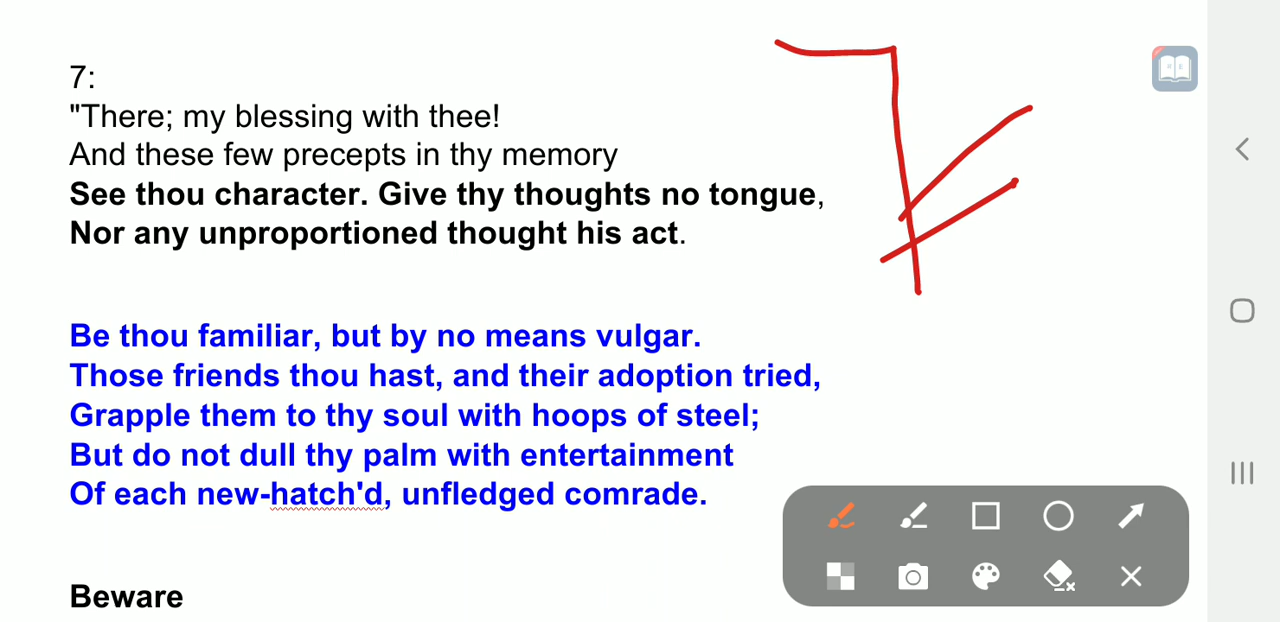 7:
"There; my blessing with thee!
And these few precepts in thy memory
See thou character. Give thy thoughts no tongue,
Nor any unproportioned thought his act.
Be thou familiar, but by no means vulgar.
Those friends thou hast, and their adoption tried,
Grapple them to thy soul with hoops of steel;
But do not dull thy palm with entertainment
Of each new-hatch'd, unfledged comrade.
Beware